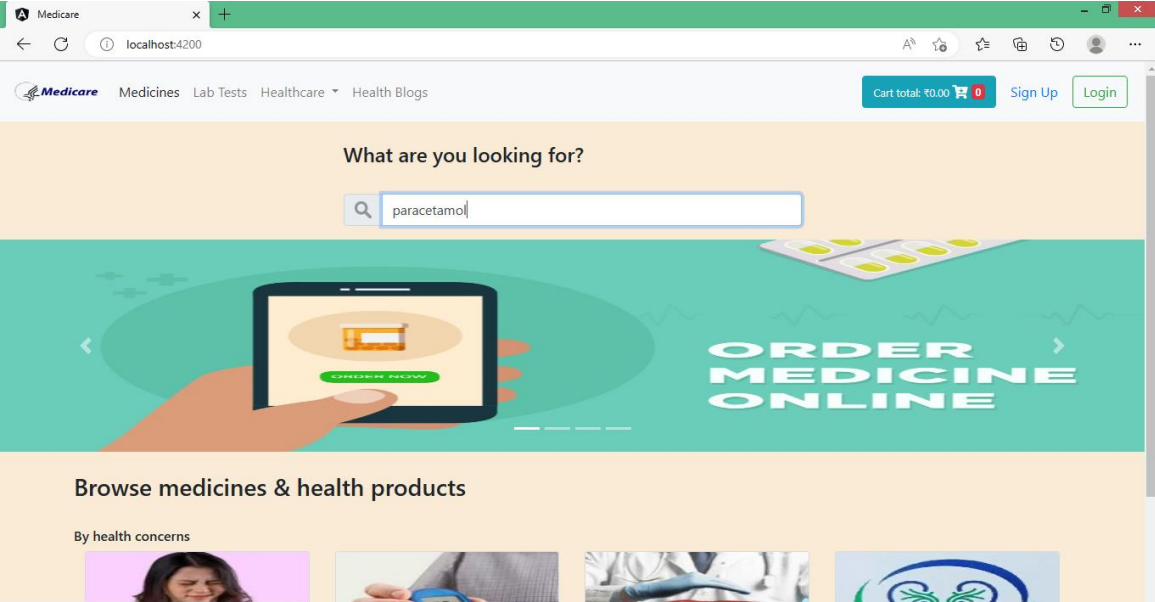 Medicare
localhost:4200
Medicare Medicines Lab Tests Healthcare Health Blogs Cart total: ₹0.00 0 Sign Up Login
What are you looking for?
paracetamol
ORDER NOW
ORDER
MEDICINE
ONLINE
Browse medicines & health products
By health concerns